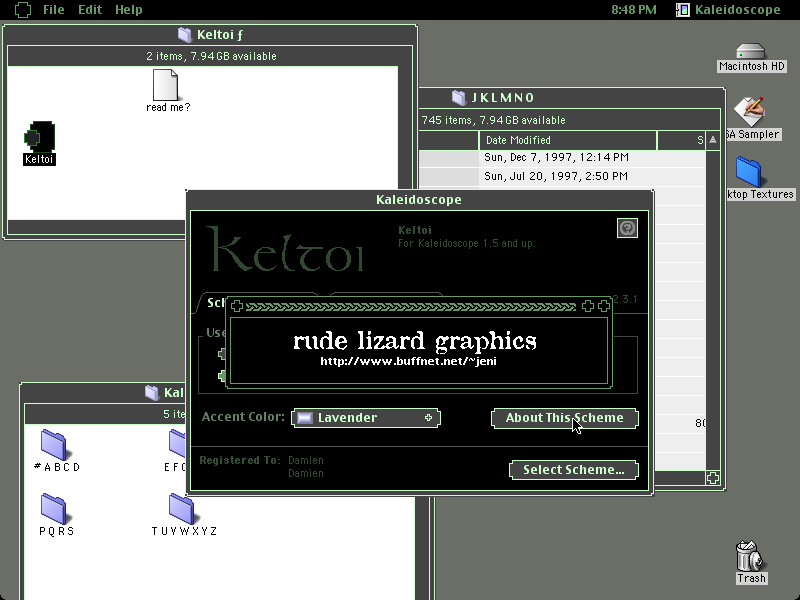 File Edit Help
8:48 PM Kaleidoscope
Keltoi ƒ
2 items, 7.94 GB available
read me?
Keltoi
Macintosh HD
SA Sampler
ktop Textures
JKLMNO
745 items, 7.94 GB available
Date Modified S
Sun, Dec 7, 1997, 12:14 PM
Sun, Jul 20, 1997, 2:50 PM
Kaleidoscope
Keltoi
Keltoi
For Kaleidoscope 1.5 and up.
2.3.1
Sch
Use
rude lizard graphics
http://www.buffnet.net/~jeni
Accent Color: Lavender
About This Scheme
80
Registered To: Damien
Damien
Select Scheme...
Kal
5 ite
#ABCD
EFG
PQRS
TUVWXYZ
Trash